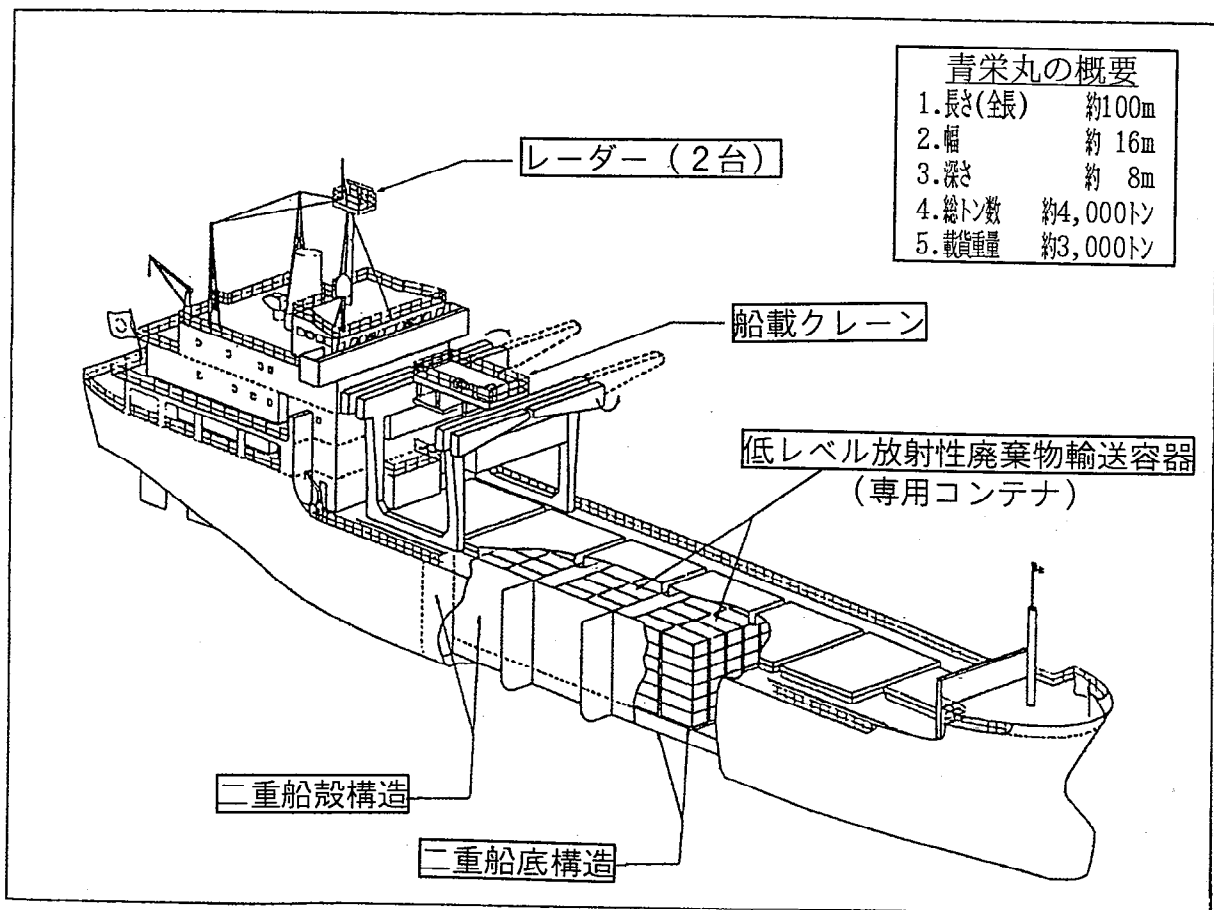 青栄丸の概要
1.長さ(全長) 約100m
2.幅 約 16m
3.深さ 約 8m
4.総トン数 約4,000トン
5.載貨重量 約3,000トン
レーダー(2台)
船載クレーン
低レベル放射性廃棄物輸送容器
(専用コンテナ)
二重船殻構造
二重船底構造